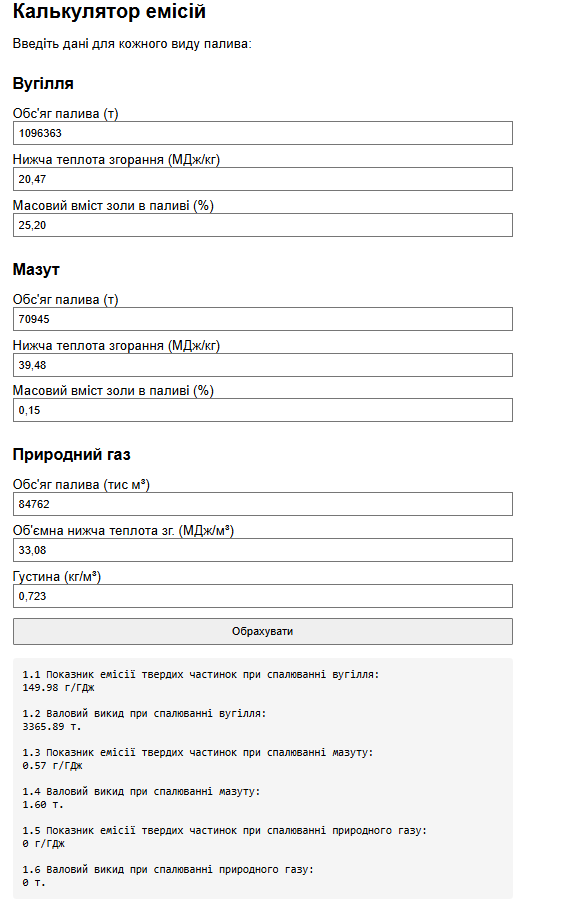 Калькулятор емісій
Введіть дані для кожного виду палива:
Вугілля
Обс'яг палива (т)
1096363
Нижча теплота згорання (МДж/кг)
20,47
Масовий вміст золи в паливі (%)
25,20
Мазут
Обс'яг палива (т)
70945
Нижча теплота згорання (МДж/кг)
39,48
Масовий вміст золи в паливі (%)
0,15
Природний газ
Обс'яг палива (тис м³)
84762
Об'ємна нижча теплота зг. (МДж/м³)
33,08
Густина (кг/м³)
0,723
Обрахувати
1.1 Показник емісії твердих частинок при спалюванні вугілля:
149.98 г/ГДж
1.2 Валовий викид при спалюванні вугілля:
3365.89 т.
1.3 Показник емісії твердих частинок при спалюванні мазуту:
0.57 г/ГДж
1.4 Валовий викид при спалюванні мазуту:
1.60 т.
1.5 Показник емісії твердих частинок при спалюванні природного газу:
0 г/ГДж
1.6 Валовий викид при спалюванні природного газу:
0 т.